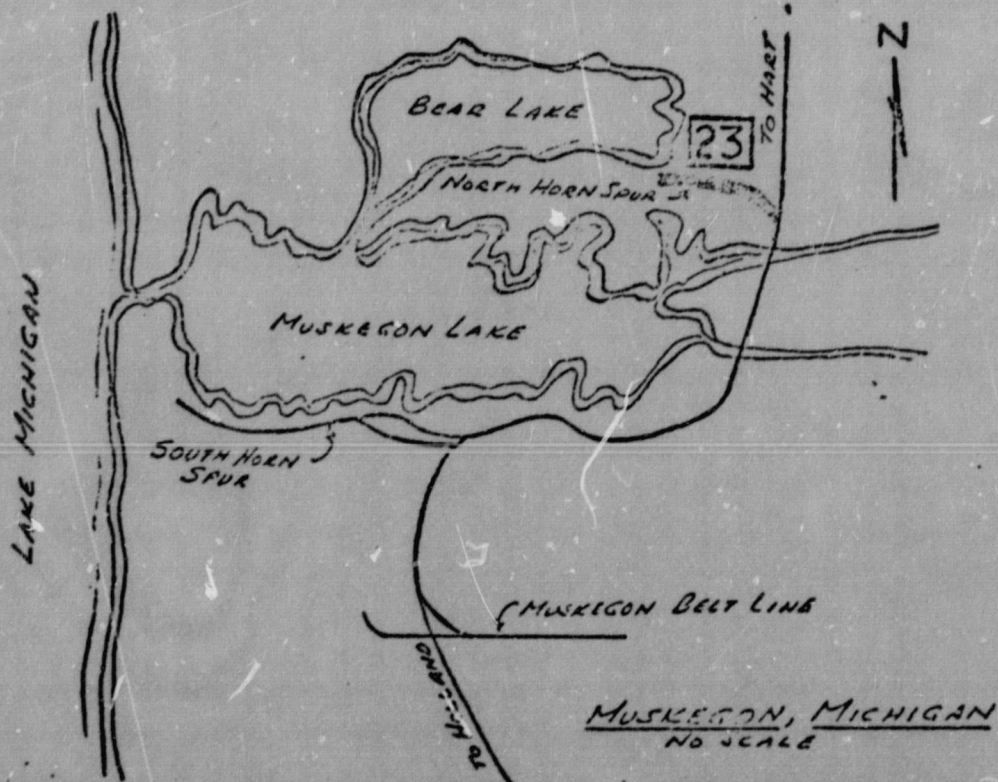 N
TO HART
BEAR LAKE
23
NORTH HORN SPUR
LAKE MICHIGAN
MUSKEGON LAKE
SOUTH HORN
SPUR
MUSKEGON BELT LINE
TO HOLLAND
MUSKEGON, MICHIGAN
NO SCALE